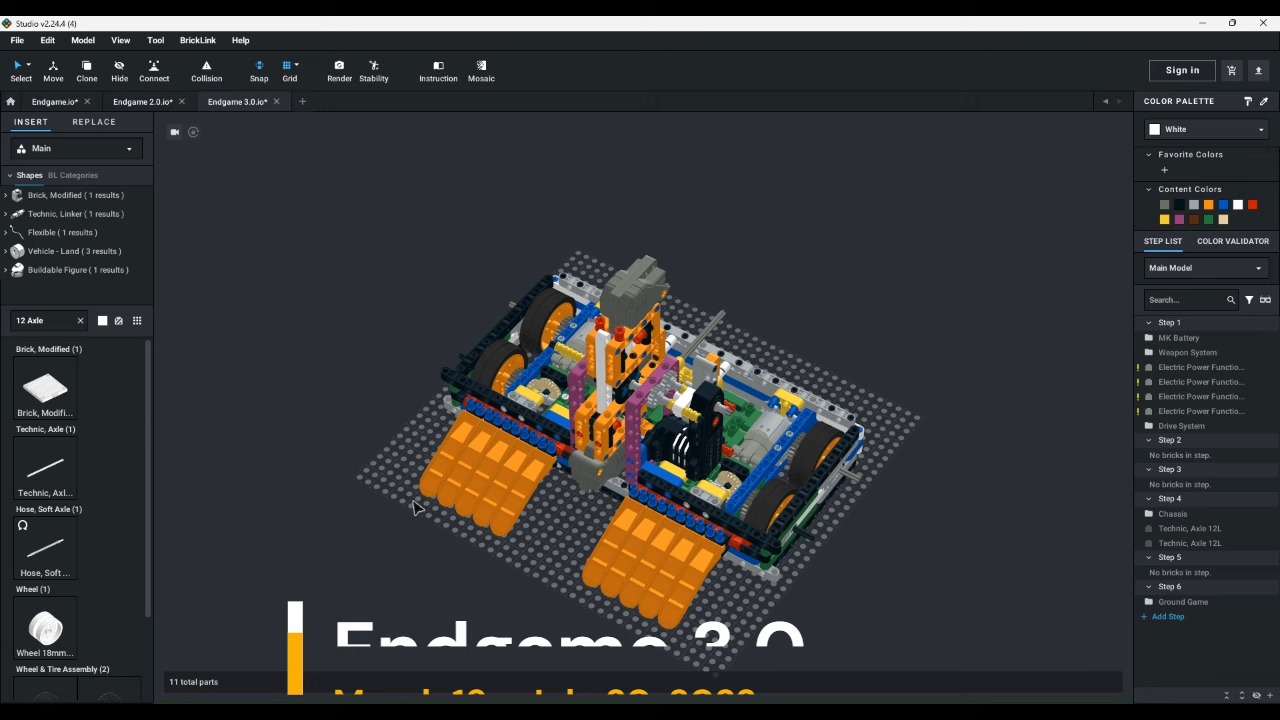 Studio v2.24.4 (4)
File Edit Model View Tool BrickLink Help
Select Move Clone Hide Connect Collision Snap Grid Render Stability Instruction Mosaic
Sign in
Endgame.io* Endgame 2.0.io* Endgame 3.0.io*
INSERT REPLACE
Main
Shapes BL Categories
Brick, Modified ( 1 results )
Technic, Linker ( 1 results )
Flexible ( 1 results )
Vehicle - Land ( 3 results )
Buildable Figure ( 1 results )
12 Axle
Brick, Modified (1)
Brick, Modifi...
Technic, Axle (1)
Technic, Axl...
Hose, Soft Axle (1)
Hose, Soft ...
Wheel (1)
Wheel 18mm...
Wheel & Tire Assembly (2)
Endgame 3.0
11 total parts
COLOR PALETTE
White
Favorite Colors
Content Colors
STEP LIST COLOR VALIDATOR
Main Model
Search...
Step 1
MK Battery
Weapon System
Electric Power Functio...
Electric Power Functio...
Electric Power Functio...
Electric Power Functio...
Drive System
Step 2
No bricks in step.
Step 3
No bricks in step.
Step 4
Chassis
Technic, Axle 12L
Technic, Axle 12L
Step 5
No bricks in step.
Step 6
Ground Game
+ Add Step